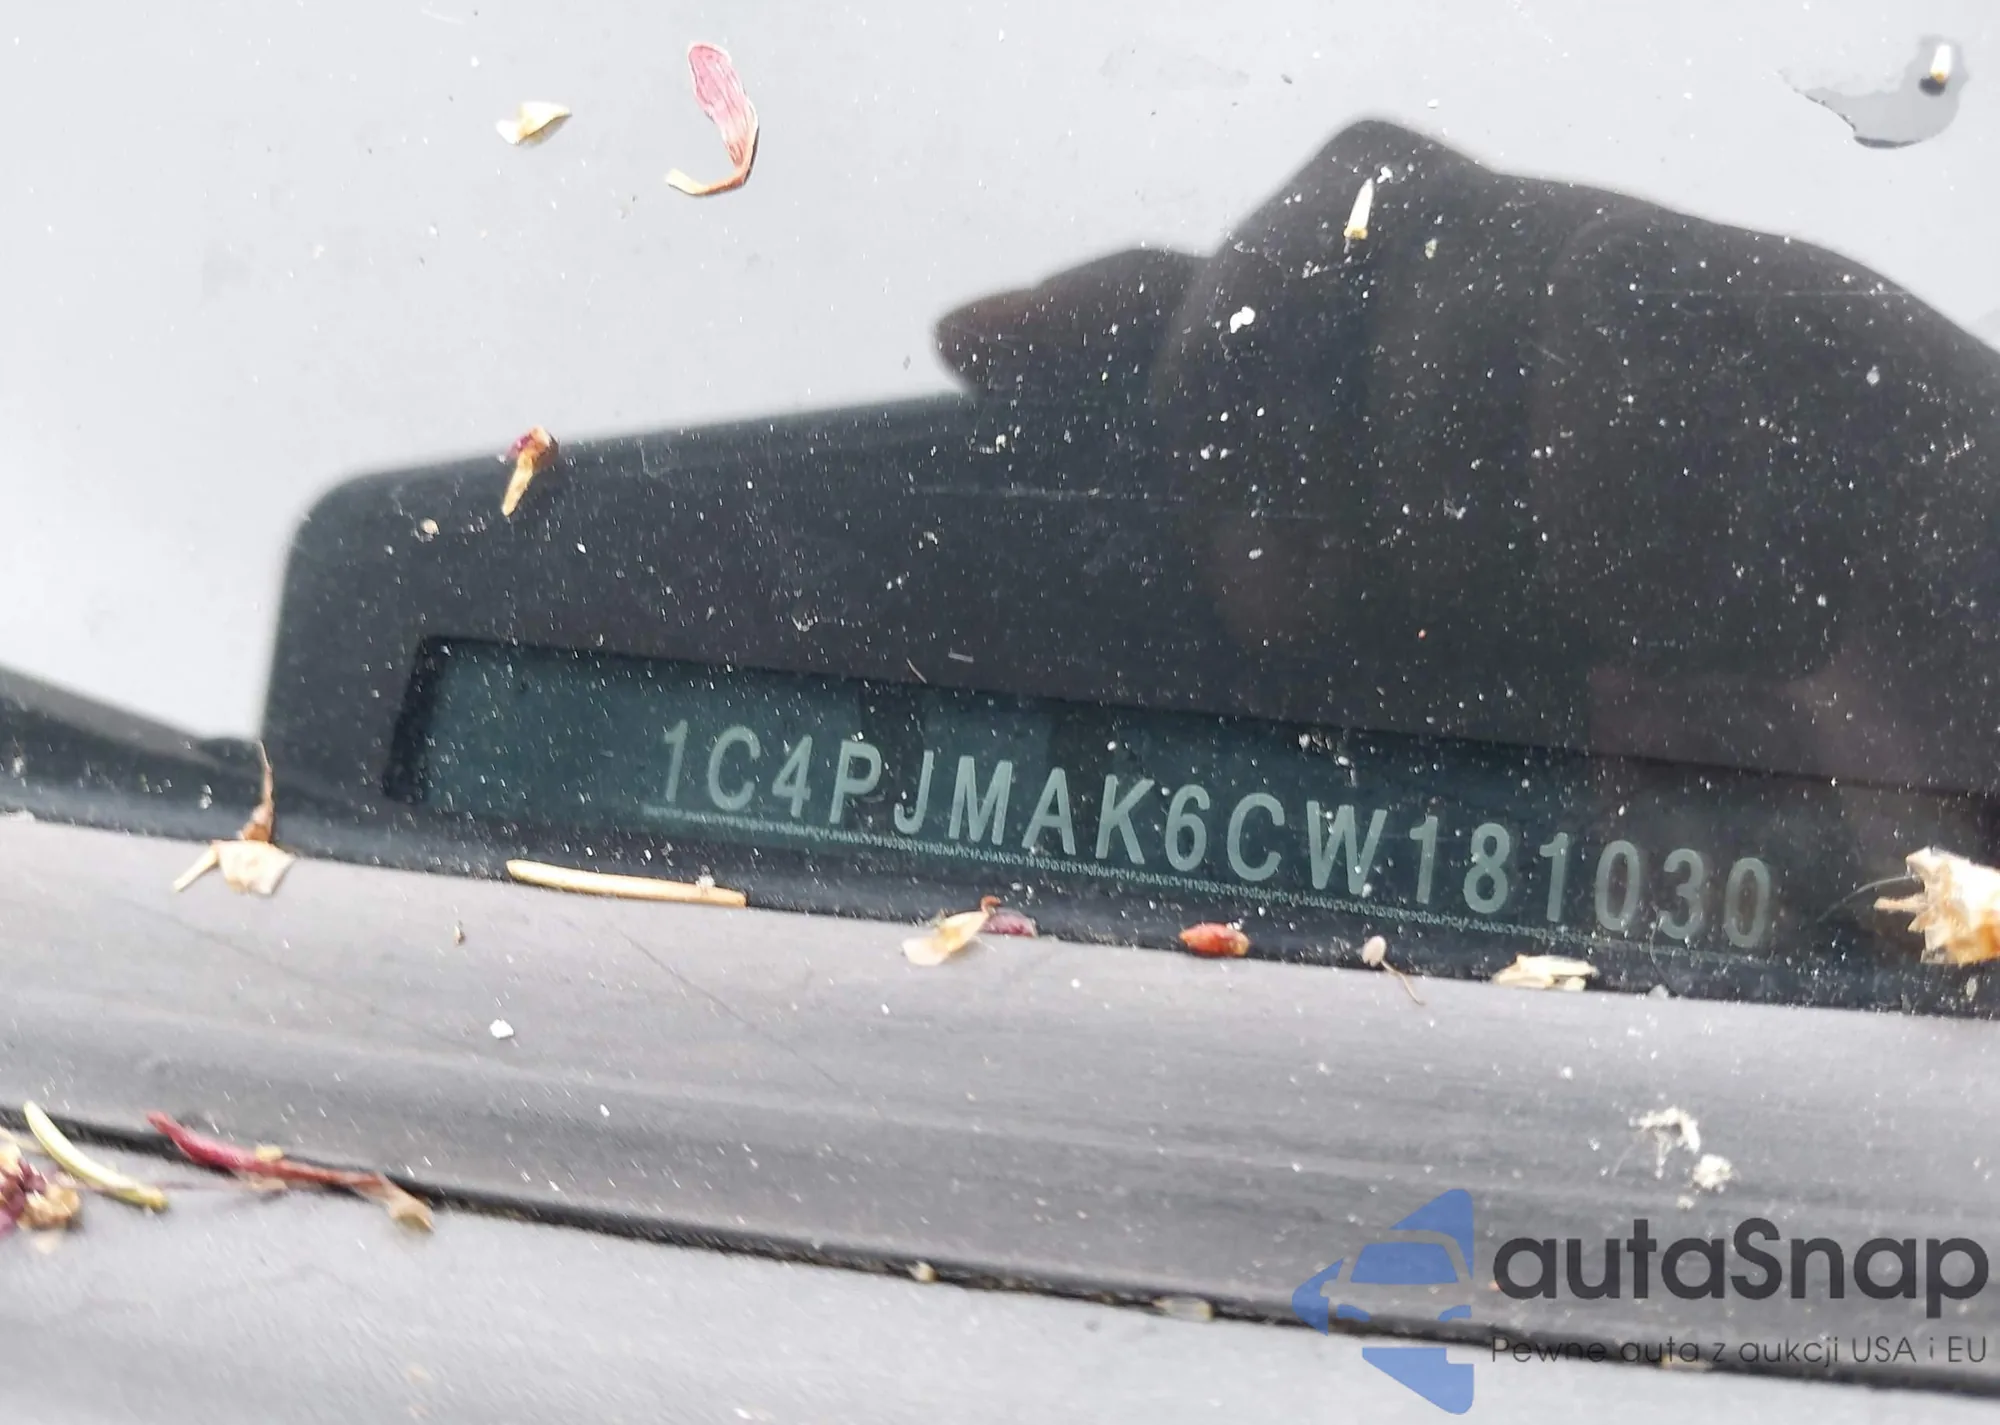 1C4PJMAK6CW181030
autaSnap
Pewne auta z aukcji USA i EU